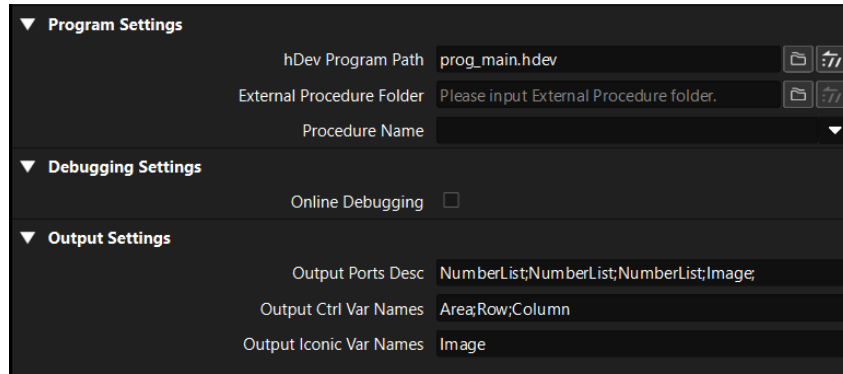 Program Settings
hDev Program Path prog_main.hdev
External Procedure Folder Please input External Procedure folder.
Procedure Name
Debugging Settings
Online Debugging
Output Settings
Output Ports Desc NumberList;NumberList;NumberList;Image;
Output Ctrl Var Names Area;Row;Column
Output Iconic Var Names Image